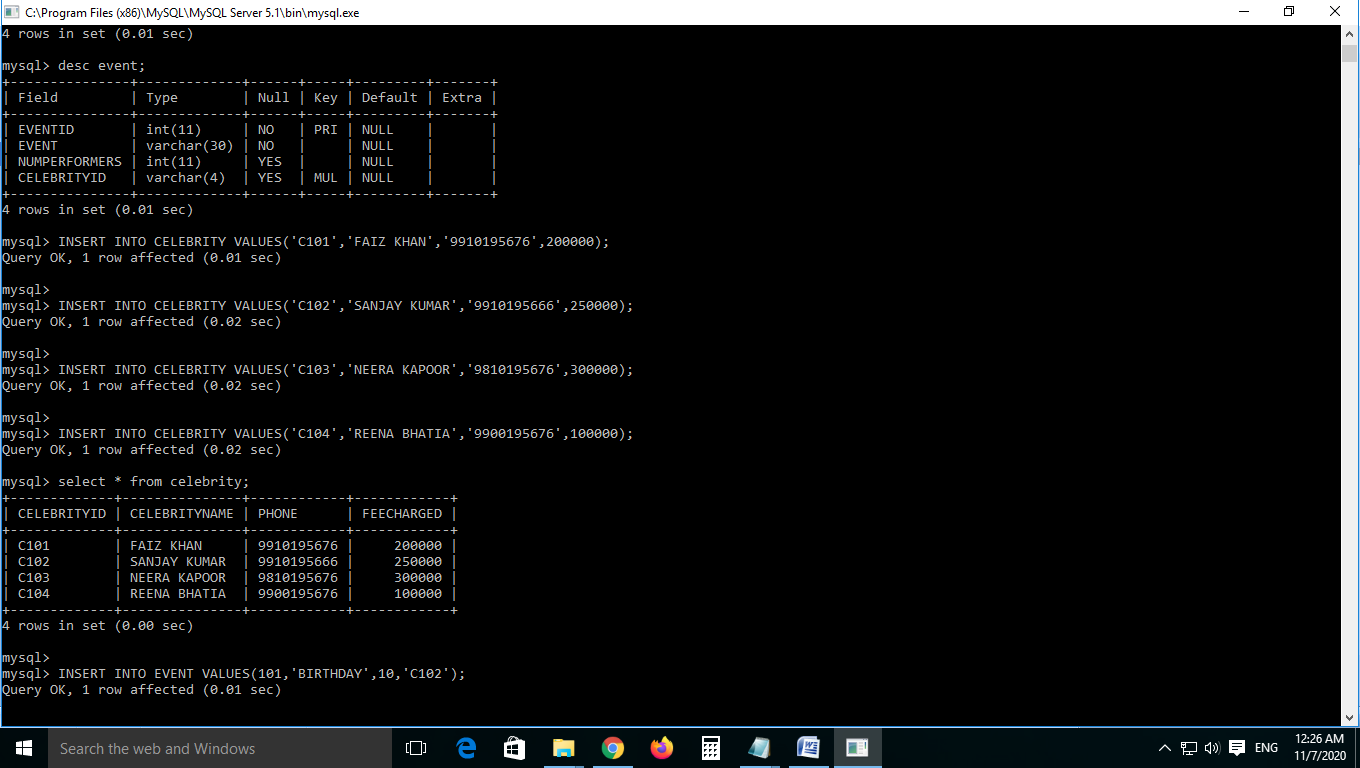 C:\Program Files (x86)\MySQL\MySQL Server 5.1\bin\mysql.exe
4 rows in set (0.01 sec)
mysql> desc event;
+---------------+-------------+------+-----+---------+-------+
| Field         | Type        | Null | Key | Default | Extra |
+---------------+-------------+------+-----+---------+-------+
| EVENTID       | int(11)     | NO   | PRI | NULL    |       |
| EVENT         | varchar(30) | NO   |     | NULL    |       |
| NUMPERFORMERS | int(11)     | YES  |     | NULL    |       |
| CELEBRITYID   | varchar(4)  | YES  | MUL | NULL    |       |
+---------------+-------------+------+-----+---------+-------+
4 rows in set (0.01 sec)
mysql> INSERT INTO CELEBRITY VALUES('C101','FAIZ KHAN','9910195676',200000);
Query OK, 1 row affected (0.01 sec)
mysql>
mysql> INSERT INTO CELEBRITY VALUES('C102','SANJAY KUMAR','9910195666',250000);
Query OK, 1 row affected (0.02 sec)
mysql>
mysql> INSERT INTO CELEBRITY VALUES('C103','NEERA KAPOOR','9810195676',300000);
Query OK, 1 row affected (0.02 sec)
mysql>
mysql> INSERT INTO CELEBRITY VALUES('C104','REENA BHATIA','9900195676',100000);
Query OK, 1 row affected (0.02 sec)
mysql> select * from celebrity;
+-------------+---------------+------------+------------+
| CELEBRITYID | CELEBRITYNAME | PHONE      | FEECHARGED |
+-------------+---------------+------------+------------+
| C101        | FAIZ KHAN     | 9910195676 |     200000 |
| C102        | SANJAY KUMAR  | 9910195666 |     250000 |
| C103        | NEERA KAPOOR  | 9810195676 |     300000 |
| C104        | REENA BHATIA  | 9900195676 |     100000 |
+-------------+---------------+------------+------------+
4 rows in set (0.00 sec)
mysql>
mysql> INSERT INTO EVENT VALUES(101,'BIRTHDAY',10,'C102');
Query OK, 1 row affected (0.01 sec)
Search the web and Windows
ENG
12:26 AM
11/7/2020